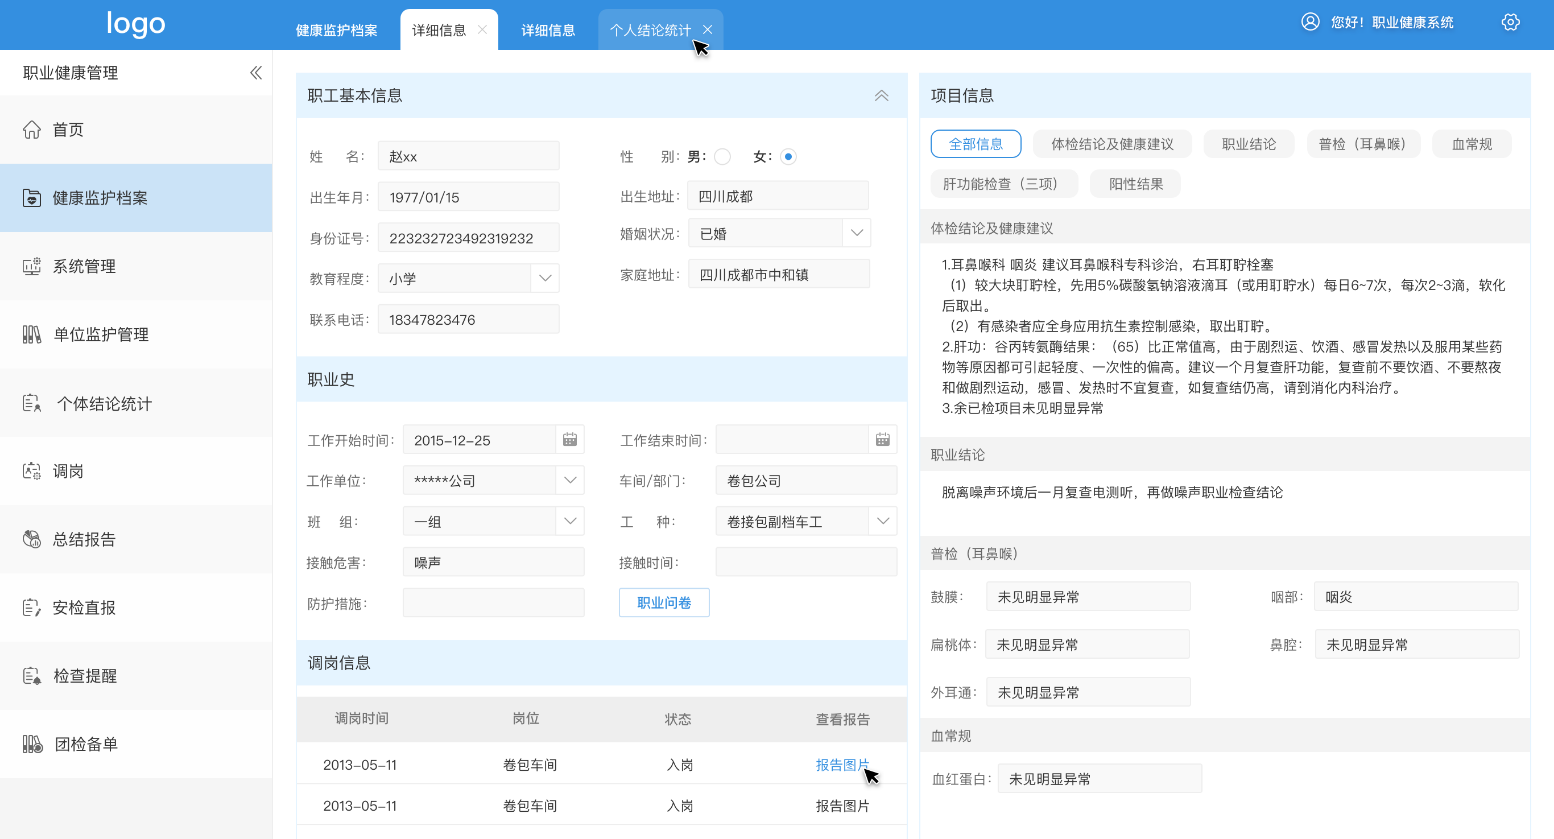 logo
健康监护档案
详细信息
详细信息
个人结论统计
您好！职业健康系统
职业健康管理
首页
健康监护档案
系统管理
单位监护管理
个体结论统计
调岗
总结报告
安检直报
检查提醒
团检备单
职工基本信息
姓 名： 赵xx
性 别： 男： 女：
出生年月： 1977/01/15
出生地址： 四川成都
身份证号： 223232723492319232
婚姻状况： 已婚
教育程度： 小学
家庭地址： 四川成都市中和镇
联系电话： 18347823476
职业史
工作开始时间： 2015-12-25
工作结束时间：
工作单位： *****公司
车间/部门： 卷包公司
班 组： 一组
工 种： 卷接包副档车工
接触危害： 噪声
接触时间：
防护措施：
职业问卷
调岗信息
调岗时间 岗位 状态 查看报告
2013-05-11 卷包车间 入岗 报告图片
2013-05-11 卷包车间 入岗 报告图片
项目信息
全部信息 体检结论及健康建议 职业结论 普检（耳鼻喉） 血常规
肝功能检查（三项） 阳性结果
体检结论及健康建议
1.耳鼻喉科 咽炎 建议耳鼻喉科专科诊治，右耳耵聍栓塞
（1）较大块耵聍栓，先用5%碳酸氢钠溶液滴耳（或用耵聍水）每日6~7次，每次2~3滴，软化
后取出。
（2）有感染者应全身应用抗生素控制感染，取出耵聍。
2.肝功：谷丙转氨酶结果：（65）比正常值高，由于剧烈运、饮酒、感冒发热以及服用某些药
物等原因都可引起轻度、一次性的偏高。建议一个月复查肝功能，复查前不要饮酒、不要熬夜
和做剧烈运动，感冒、发热时不宜复查，如复查结仍高，请到消化内科治疗。
3.余已检项目未见明显异常
职业结论
脱离噪声环境后一月复查电测听，再做噪声职业检查结论
普检（耳鼻喉）
鼓膜： 未见明显异常
咽部： 咽炎
扁桃体： 未见明显异常
鼻腔： 未见明显异常
外耳通： 未见明显异常
血常规
血红蛋白： 未见明显异常